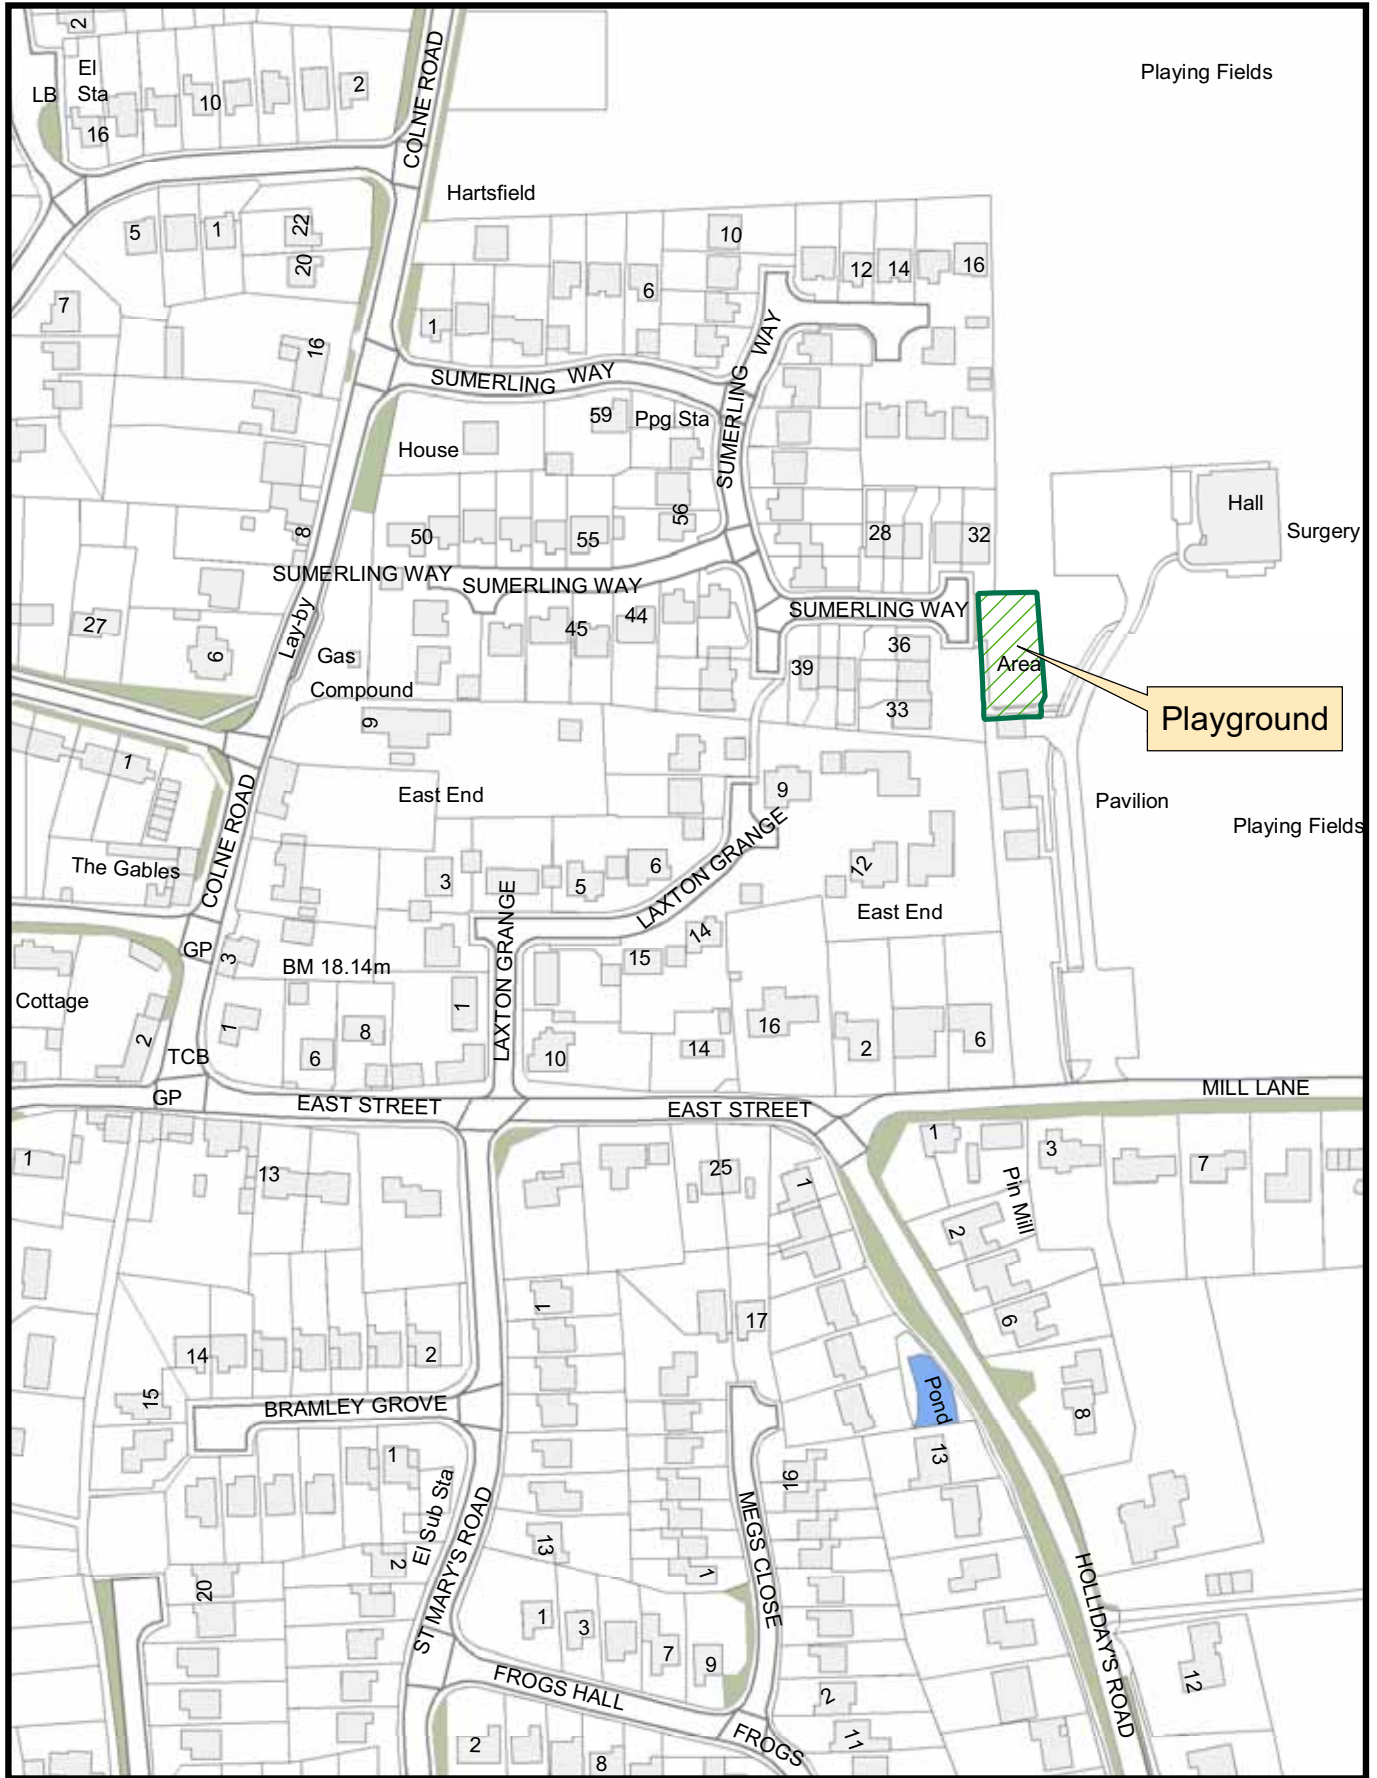 2
El
Sta
LB
16
10
2
COLNE ROAD
Playing Fields
Hartsfield
5
1
22
20
7
16
1
6
10
12
14
16
SUMERLING WAY
SUMERLING WAY
59
Ppg Sta
House
56
8
50
55
28
32
Hall
Surgery
SUMERLING WAY
SUMERLING WAY
SUMERLING WAY
27
6
Lay-by
Gas
Compound
45
44
36
39
33
Area
Playground
9
1
East End
9
Pavilion
Playing Fields
COLNE ROAD
The Gables
3
5
6
LAXTON GRANGE
12
East End
LAXTON GRANGE
GP
3
BM 18.14m
15
14
Cottage
2
TCB
1
6
8
1
10
14
16
2
6
GP
EAST STREET
EAST STREET
MILL LANE
1
13
25
1
1
3
7
Pin Mill
2
6
1
17
14
2
15
BRAMLEY GROVE
Pond
8
13
1
El Sub Sta
ST MARY'S ROAD
16
MEGS CLOSE
13
1
2
20
HOLLIDAY'S ROAD
1
3
7
9
FROGS HALL
2
12
2
8
FROGS
11